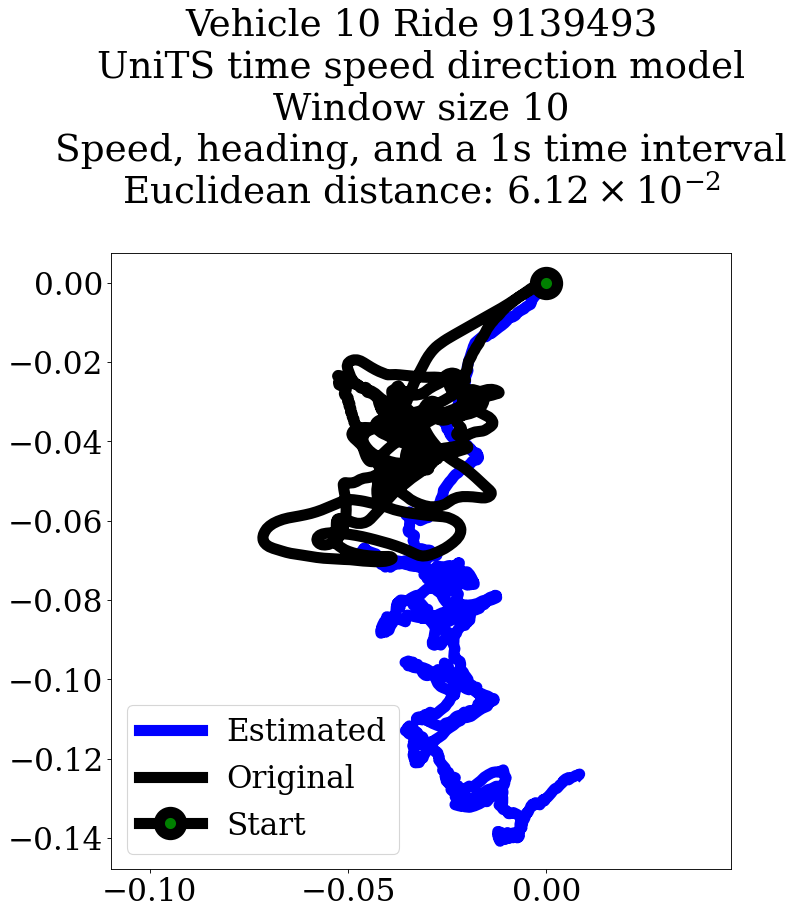 Vehicle 10 Ride 9139493
UniTS time speed direction model
Window size 10
Speed, heading, and a 1s time interval
Euclidean distance: 6.12 × 10⁻²
0.00
−0.02
−0.04
−0.06
−0.08
−0.10
−0.12
−0.14
Estimated
Original
Start
−0.10
−0.05
0.00